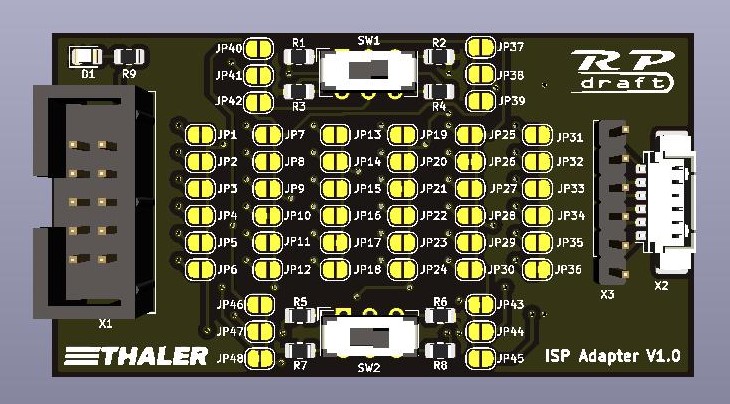 JP40 R1 SW1 R2 JP37
RP
draft
D1 R9 JP41 JP38
JP42 R3 R4 JP39
JP1 JP7 JP13 JP19 JP25 JP31
JP2 JP8 JP14 JP20 JP26 JP32
JP3 JP9 JP15 JP21 JP27 JP33
JP4 JP10 JP16 JP22 JP28 JP34
JP5 JP11 JP17 JP23 JP29 JP35
JP6 JP12 JP18 JP24 JP30 JP36
X3 X2
JP46 R5 R6 JP43
X1 JP47 JP44
THALER JP48 R7 SW2 R8 JP45 ISP Adapter V1.0